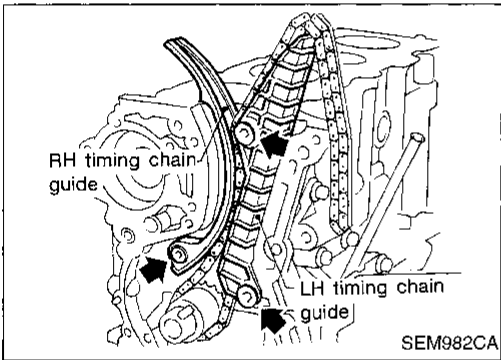 RH timing chain
guide
LH timing chain
guide
SEM982CA